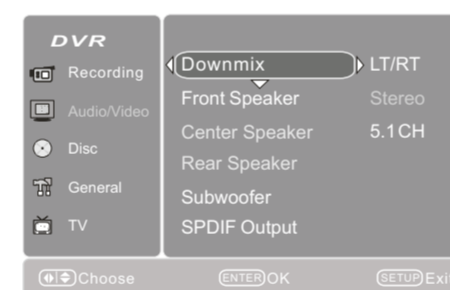 DVR
Recording
Audio/Video
Disc
General
TV
Downmix LT/RT
Front Speaker Stereo
Center Speaker 5.1CH
Rear Speaker
Subwoofer
SPDIF Output
Choose ENTER OK SETUP Exi